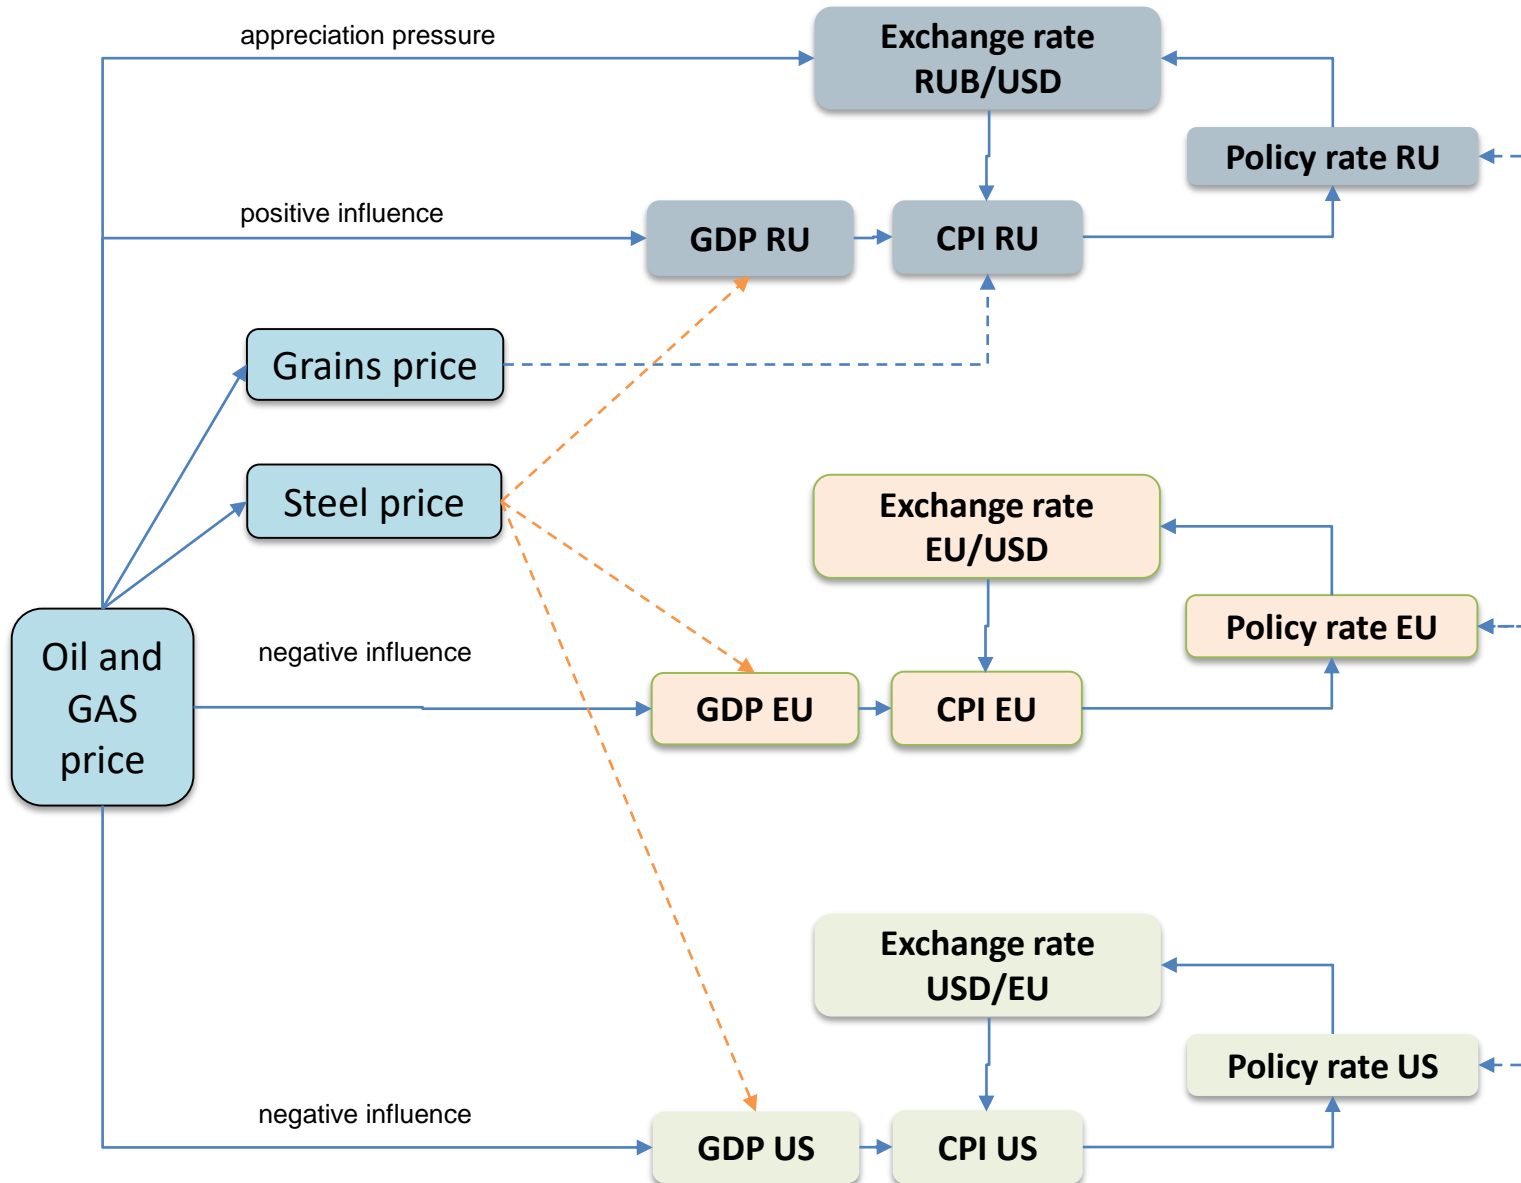 appreciation pressure
Exchange rate
RUB/USD
Policy rate RU
positive influence
GDP RU
CPI RU
Grains price
Steel price
Exchange rate
EU/USD
Policy rate EU
Oil and
GAS
price
negative influence
GDP EU
CPI EU
Exchange rate
USD/EU
Policy rate US
negative influence
GDP US
CPI US